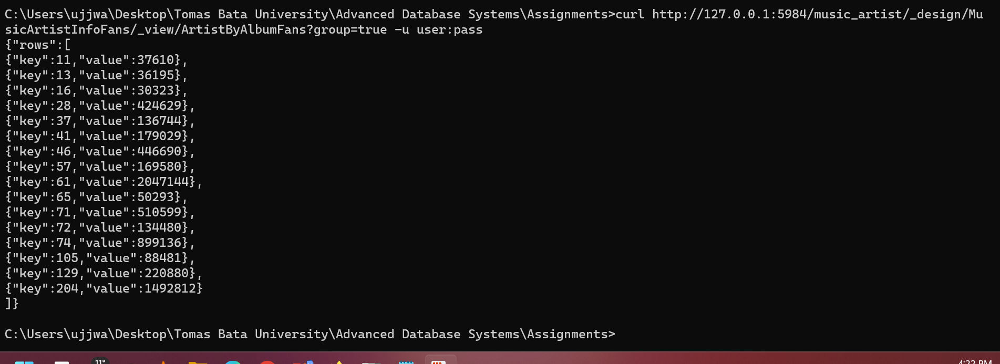 C:\Users\ujjwa\Desktop\Tomas Bata University\Advanced Database Systems\Assignments>curl http://127.0.0.1:5984/music_artist/_design/Mu
sicArtistInfoFans/_view/ArtistByAlbumFans?group=true -u user:pass
{"rows":[
{"key":11,"value":37610},
{"key":13,"value":36195},
{"key":16,"value":30323},
{"key":28,"value":424629},
{"key":37,"value":136744},
{"key":41,"value":179029},
{"key":46,"value":446690},
{"key":57,"value":169580},
{"key":61,"value":2047144},
{"key":65,"value":50293},
{"key":71,"value":510599},
{"key":72,"value":134480},
{"key":74,"value":899136},
{"key":105,"value":88481},
{"key":129,"value":220880},
{"key":204,"value":1492812}
]}
C:\Users\ujjwa\Desktop\Tomas Bata University\Advanced Database Systems\Assignments>
11°
4:22 PM